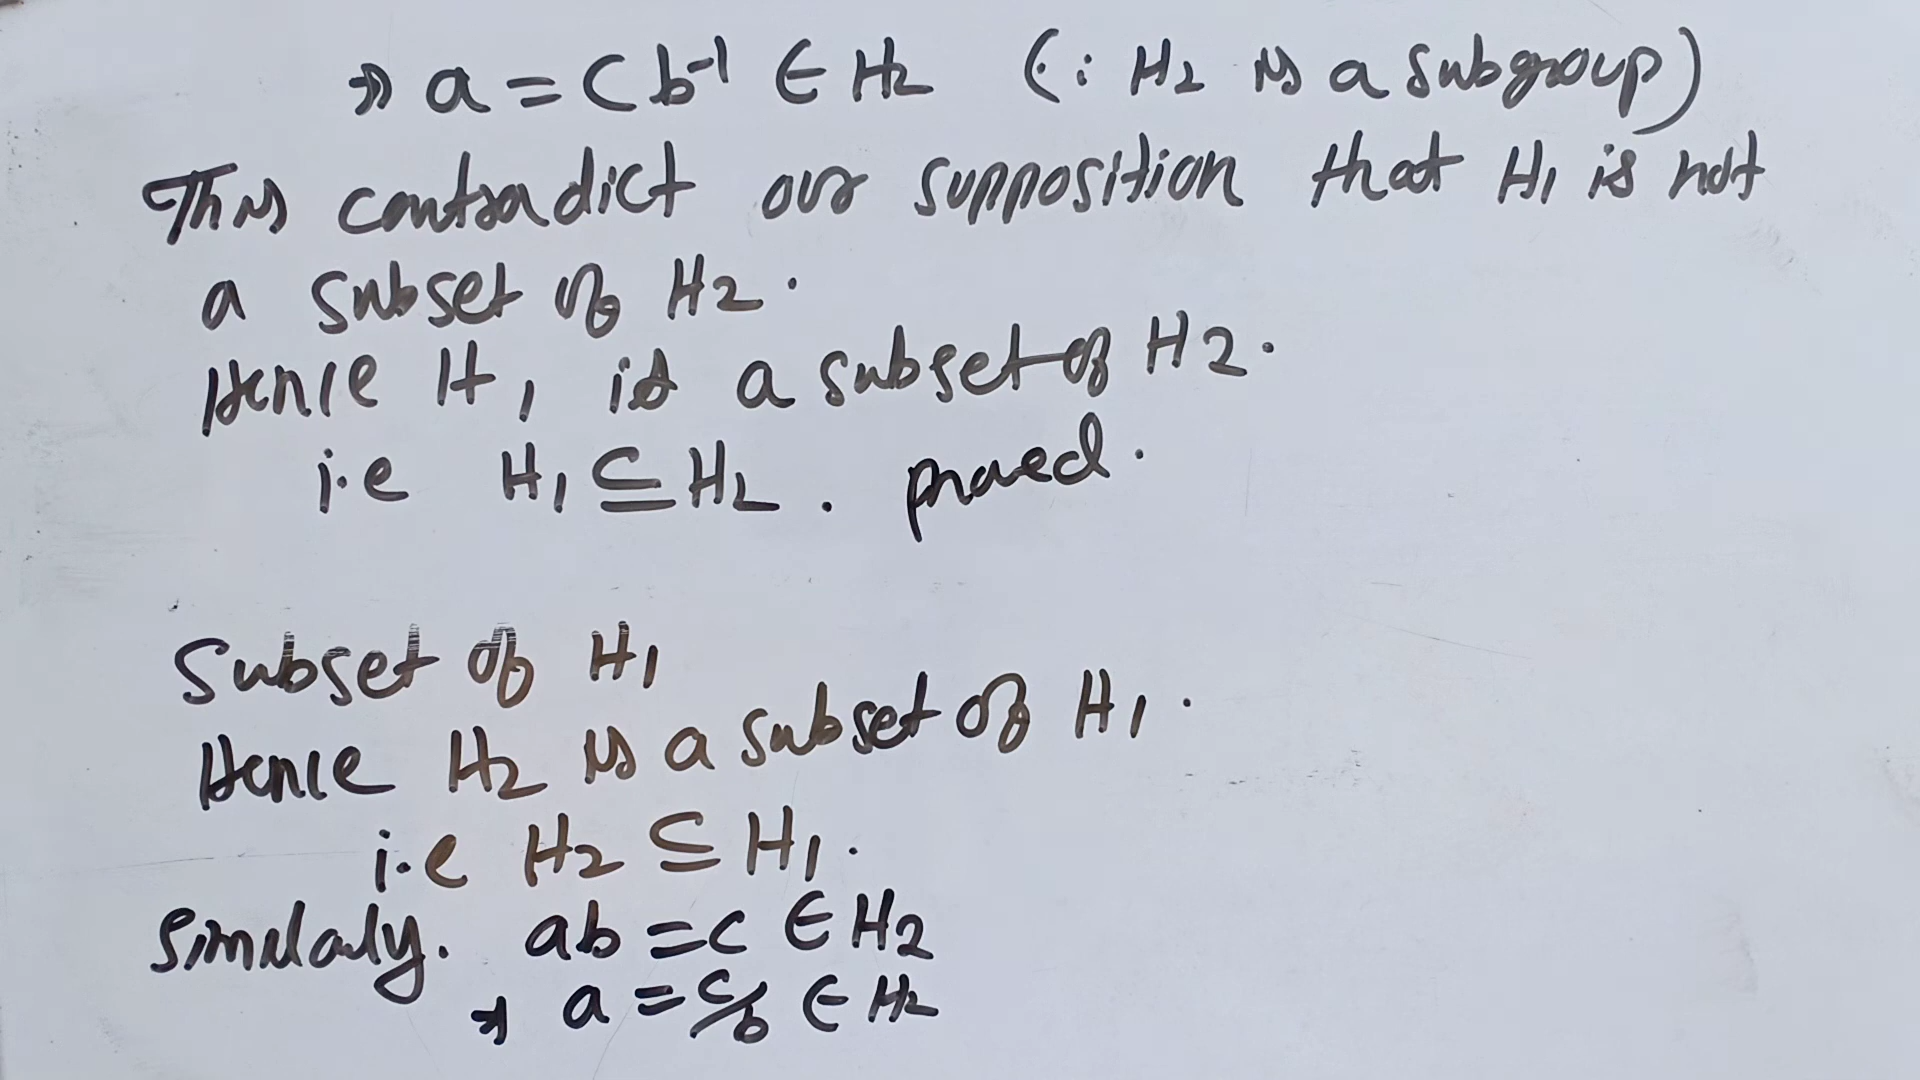 ⇒ a = c b⁻¹ ∈ H₂ (∵ H₂ is a subgroup)
This contradict our supposition that H₁ is not
a subset of H₂.
Hence H₁ is a subset of H₂.
i.e H₁ ⊆ H₂. proved.
Subset of H₁
Hence H₂ is a subset of H₁.
i.e H₂ ⊆ H₁.
Similaly. ab = c ∈ H₂
⇒ a = c/b ∈ H₂